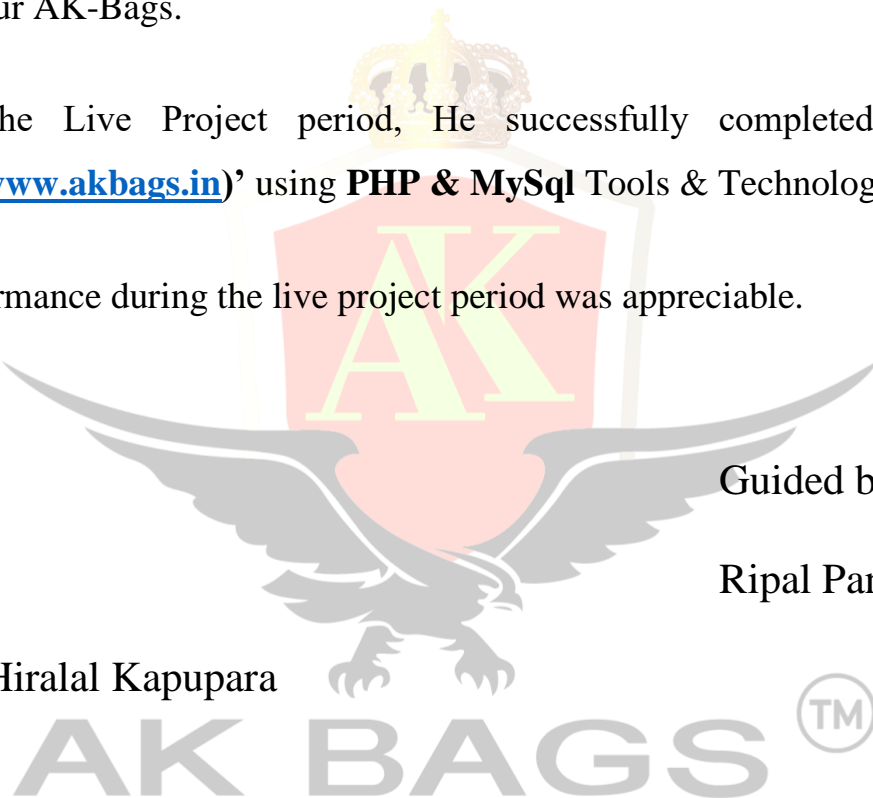 ur AK-Bags.
he Live Project period, He successfully completed
www.akbags.in)’ using PHP & MySql Tools & Technolog
rmance during the live project period was appreciable.
AK
Guided b
Ripal Par
Hiralal Kapupara
AK BAGS TM